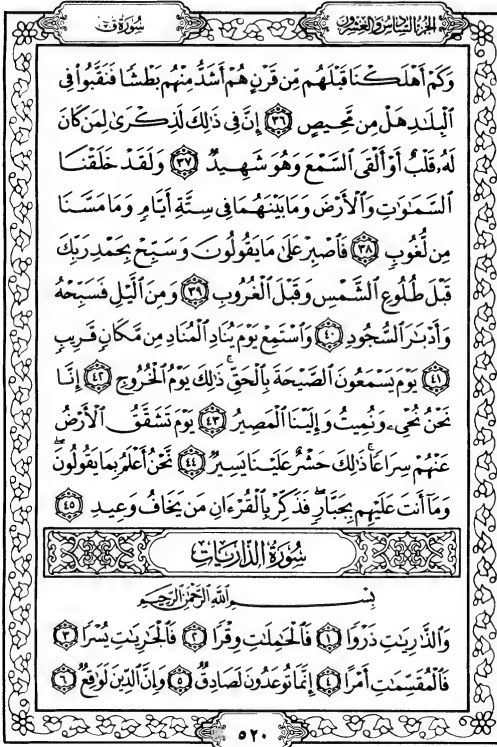 الجزء السادس والعشرون
سورة ق
وَكَمْ أَهْلَكْنَا قَبْلَهُم مِّن قَرْنٍ هُمْ أَشَدُّ مِنْهُم بَطْشًا فَنَقَّبُوا۟ فِى
ٱلْبِلَٰدِ هَلْ مِن مَّحِيصٍ ٣٦ إِنَّ فِى ذَٰلِكَ لَذِكْرَىٰ لِمَن كَانَ
لَهُۥ قَلْبٌ أَوْ أَلْقَى ٱلسَّمْعَ وَهُوَ شَهِيدٌ ٣٧ وَلَقَدْ خَلَقْنَا
ٱلسَّمَٰوَٰتِ وَٱلْأَرْضَ وَمَا بَيْنَهُمَا فِى سِتَّةِ أَيَّامٍ وَمَا مَسَّنَا
مِن لُّغُوبٍ ٣٨ فَٱصْبِرْ عَلَىٰ مَا يَقُولُونَ وَسَبِّحْ بِحَمْدِ رَبِّكَ
قَبْلَ طُلُوعِ ٱلشَّمْسِ وَقَبْلَ ٱلْغُرُوبِ ٣٩ وَمِنَ ٱلَّيْلِ فَسَبِّحْهُ
وَأَدْبَٰرَ ٱلسُّجُودِ ٤٠ وَٱسْتَمِعْ يَوْمَ يُنَادِ ٱلْمُنَادِ مِن مَّكَانٍ قَرِيبٍ
٤١ يَوْمَ يَسْمَعُونَ ٱلصَّيْحَةَ بِٱلْحَقِّ ۚ ذَٰلِكَ يَوْمُ ٱلْخُرُوجِ ٤٢ إِنَّا
نَحْنُ نُحْىِۦ وَنُمِيتُ وَإِلَيْنَا ٱلْمَصِيرُ ٤٣ يَوْمَ تَشَقَّقُ ٱلْأَرْضُ
عَنْهُمْ سِرَاعًا ۚ ذَٰلِكَ حَشْرٌ عَلَيْنَا يَسِيرٌ ٤٤ نَّحْنُ أَعْلَمُ بِمَا يَقُولُونَ ۖ
وَمَآ أَنتَ عَلَيْهِم بِجَبَّارٍ ۖ فَذَكِّرْ بِٱلْقُرْءَانِ مَن يَخَافُ وَعِيدِ ٤٥
سورة الذاريات
بِسْمِ ٱللَّهِ ٱلرَّحْمَٰنِ ٱلرَّحِيمِ
وَٱلذَّٰرِيَٰتِ ذَرْوًا ١ فَٱلْحَٰمِلَٰتِ وِقْرًا ٢ فَٱلْجَٰرِيَٰتِ يُسْرًا ٣
فَٱلْمُقَسِّمَٰتِ أَمْرًا ٤ إِنَّمَا تُوعَدُونَ لَصَادِقٌ ٥ وَإِنَّ ٱلدِّينَ لَوَٰقِعٌ ٦
٥٢٠